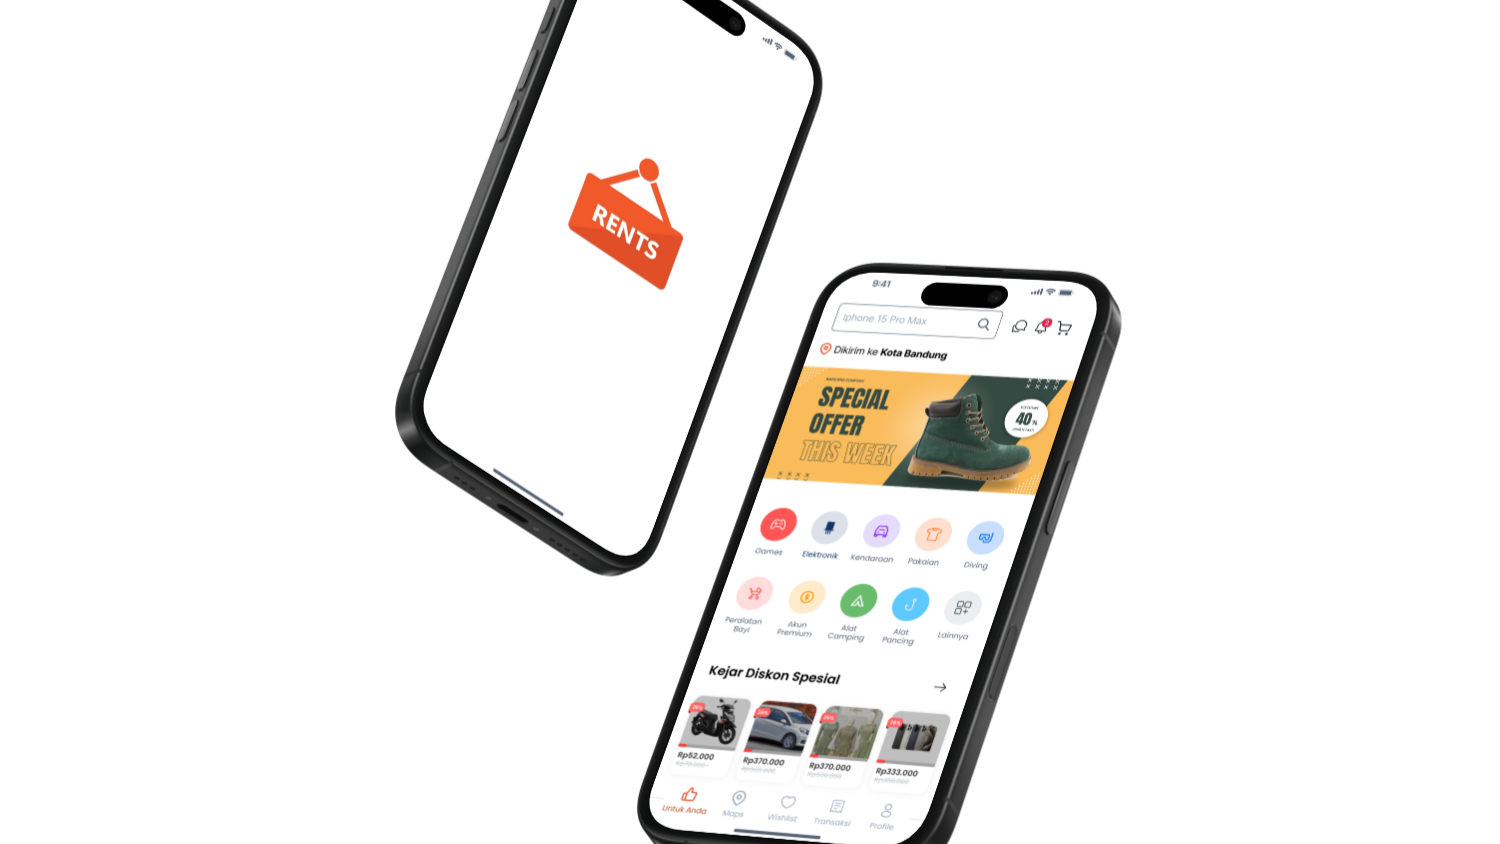 RENTS
9:41
Iphone 15 Pro Max
Dikirim ke Kota Bandung
SPECIAL
OFFER
THIS WEEK
40%
Games
Elektronik
Kendaraan
Pakaian
Diving
Peralatan
Bayi
Akun
Premium
Alat
Camping
Alat
Pancing
Lainnya
Kejar Diskon Spesial
Rp52.000
Rp370.000
Rp370.000
Rp333.000
Untuk Anda
Maps
Wishlist
Transaksi
Profile